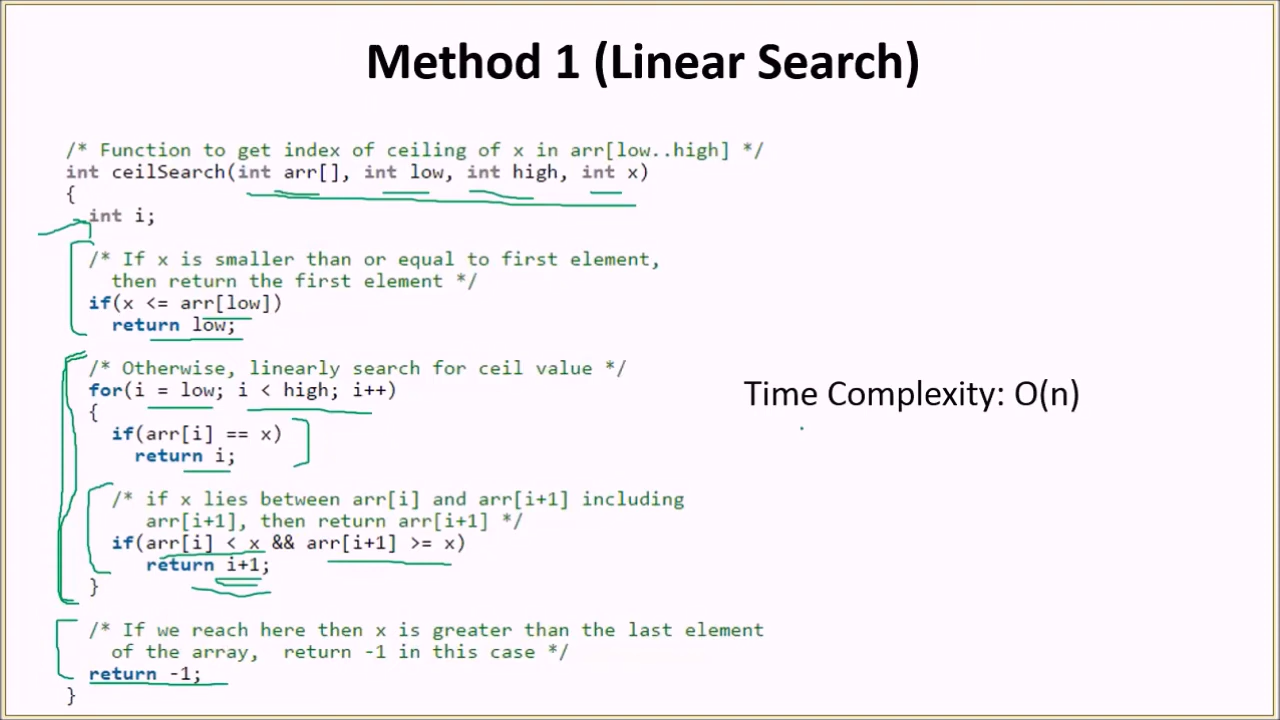 Method 1 (Linear Search)
/* Function to get index of ceiling of x in arr[low..high] */
int ceilSearch(int arr[], int low, int high, int x)
{
int i;
/* If x is smaller than or equal to first element,
then return the first element */
if(x <= arr[low])
return low;
/* Otherwise, linearly search for ceil value */
for(i = low; i < high; i++)
{
if(arr[i] == x)
return i;
/* if x lies between arr[i] and arr[i+1] including
arr[i+1], then return arr[i+1] */
if(arr[i] < x && arr[i+1] >= x)
return i+1;
}
/* If we reach here then x is greater than the last element
of the array,  return -1 in this case */
return -1;
}
Time Complexity: O(n)